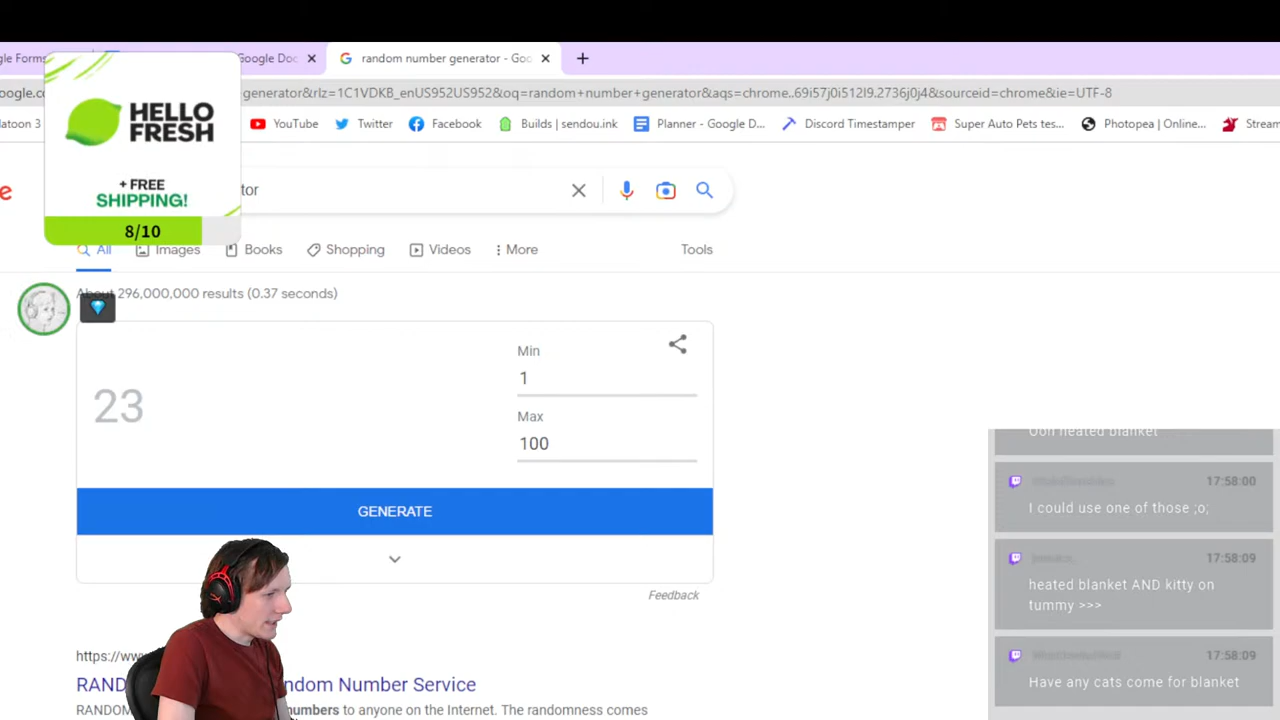 gle Forms
Google Doc
random number generator - Goo
oogle.co
generator&rlz=1C1VDKB_enUS952US952&oq=random+number+generator&aqs=chrome..69i57j0i512l9.2736j0j4&sourceid=chrome&ie=UTF-8
latoon 3
YouTube
Twitter
Facebook
Builds | sendou.ink
Planner - Google D...
Discord Timestamper
Super Auto Pets tes...
Photopea | Online...
Stream
HELLO
FRESH
+ FREE
SHIPPING!
8/10
e
tor
All
Images
Books
Shopping
Videos
More
Tools
About 296,000,000 results (0.37 seconds)
23
Min
1
Max
100
GENERATE
Feedback
https://ww
RAND
ndom Number Service
RANDOM
numbers to anyone on the Internet. The randomness comes
Ooh heated blanket
17:58:00
I could use one of those ;o;
17:58:09
heated blanket AND kitty on
tummy >>>
17:58:09
Have any cats come for blanket